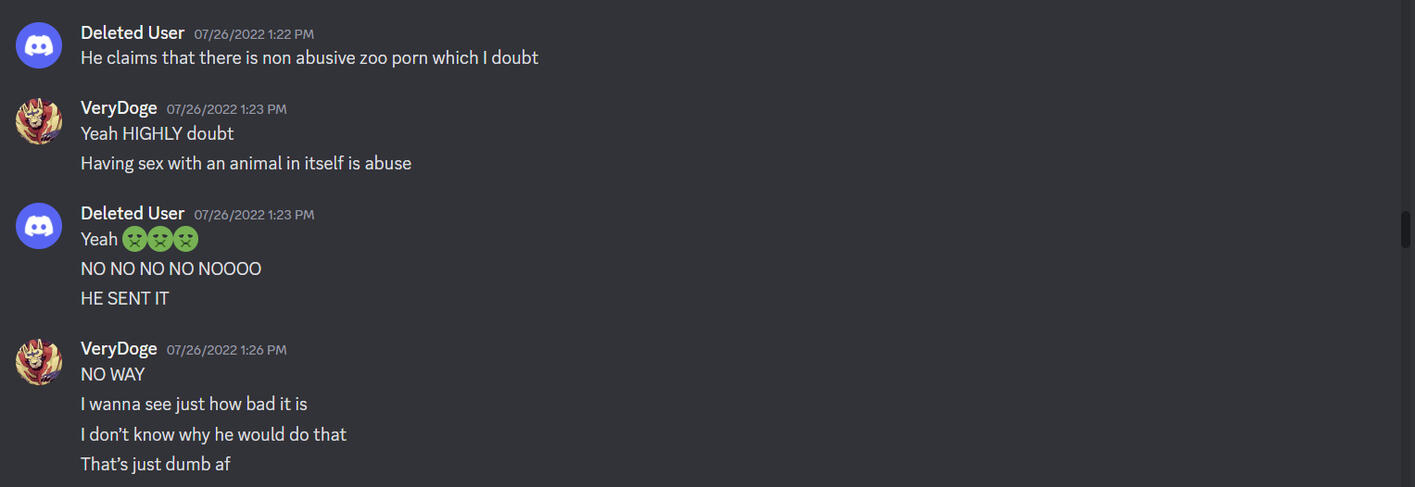 Deleted User 07/26/2022 1:22 PM
He claims that there is non abusive zoo porn which I doubt
VeryDoge 07/26/2022 1:23 PM
Yeah HIGHLY doubt
Having sex with an animal in itself is abuse
Deleted User 07/26/2022 1:23 PM
Yeah
NO NO NO NO NOOOO
HE SENT IT
VeryDoge 07/26/2022 1:26 PM
NO WAY
I wanna see just how bad it is
I don’t know why he would do that
That’s just dumb af